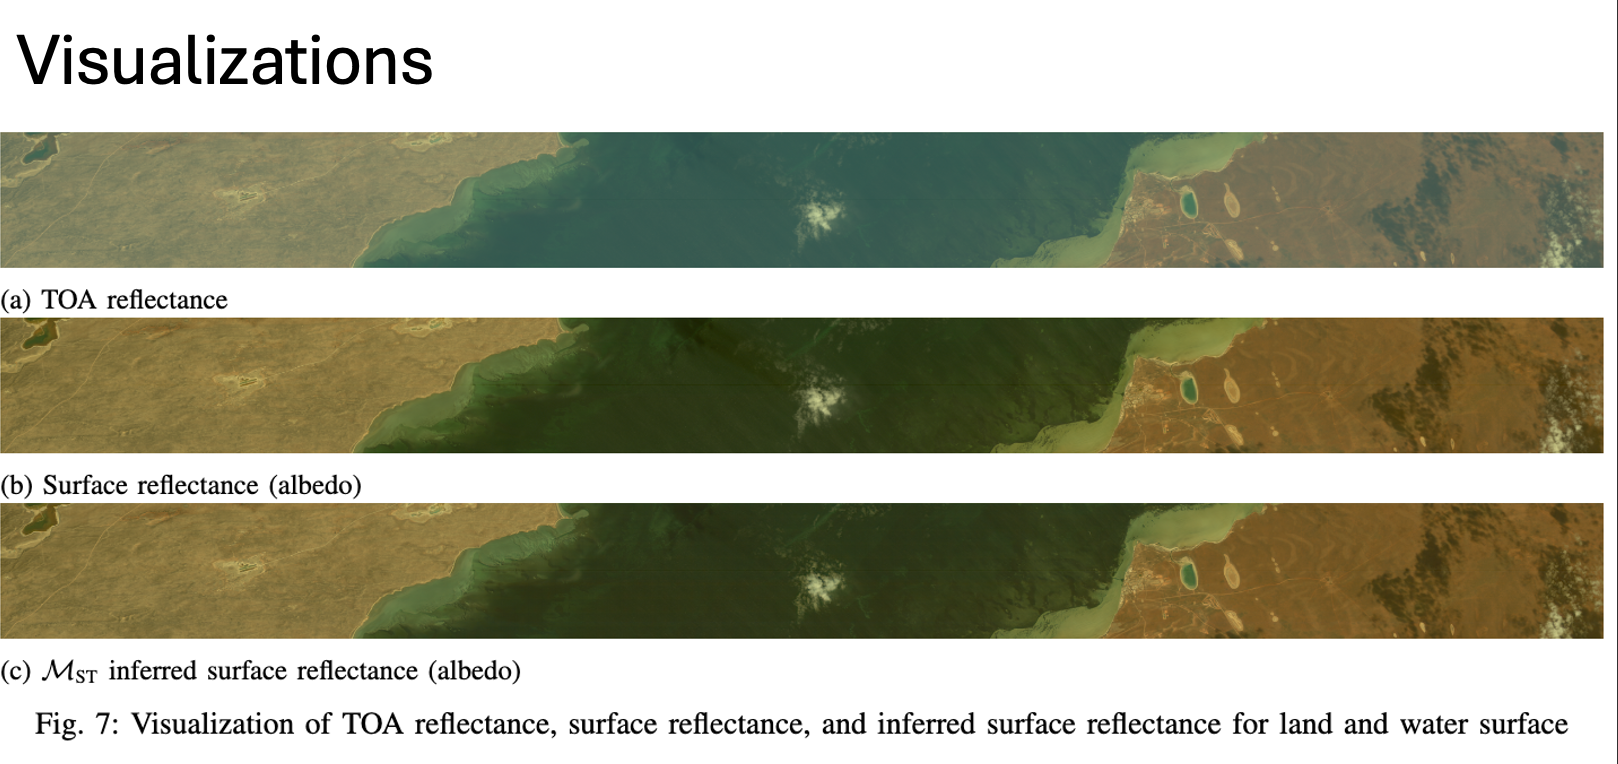 Visualizations
(a) TOA reflectance
(b) Surface reflectance (albedo)
(c) ℳST inferred surface reflectance (albedo)
Fig. 7: Visualization of TOA reflectance, surface reflectance, and inferred surface reflectance for land and water surface